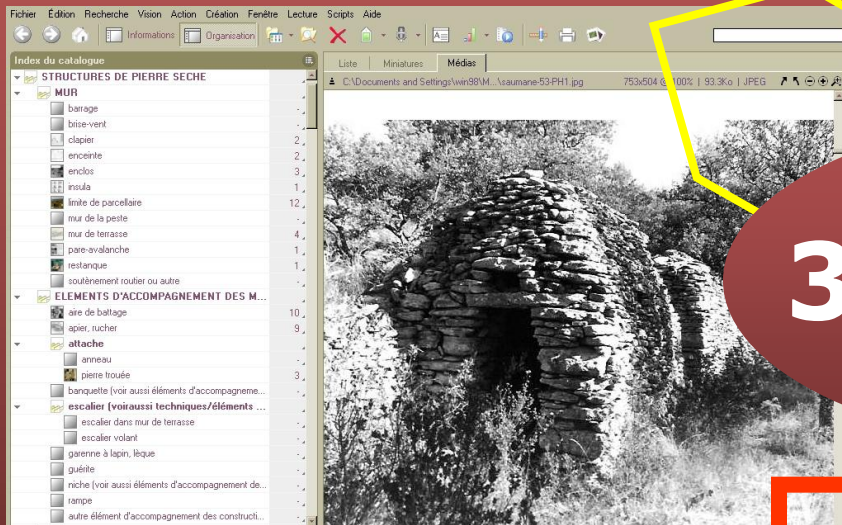 Fichier Édition Recherche Vision Action Création Fenêtre Lecture Scripts Aide
Informations Organisation
Index du catalogue
Liste Miniatures Médias
C:\Documents and Settings\win98\M...\saumane-53-PH1.jpg 753x504 @ 100% | 93.3Ko | JPEG
STRUCTURES DE PIERRE SECHE
MUR
barrage -
brise-vent -
clapier 2
enceinte 2
enclos 3
insula 1
limite de parcellaire 12
mur de la peste -
mur de terrasse 4
pare-avalanche 1
restanque 1
soutènement routier ou autre -
ELEMENTS D'ACCOMPAGNEMENT DES M...
aire de battage 10
apier, rucher 9
attache
anneau -
pierre trouée 3
banquette (voir aussi éléments d'accompagneme... -
escalier (voiraussi techniques/éléments ...
escalier dans mur de terrasse -
escalier volant -
garenne à lapin, lèque -
guérite -
niche (voir aussi éléments d'accompagnement de... -
rampe -
autre élément d'accompagnement des constructi... -
3